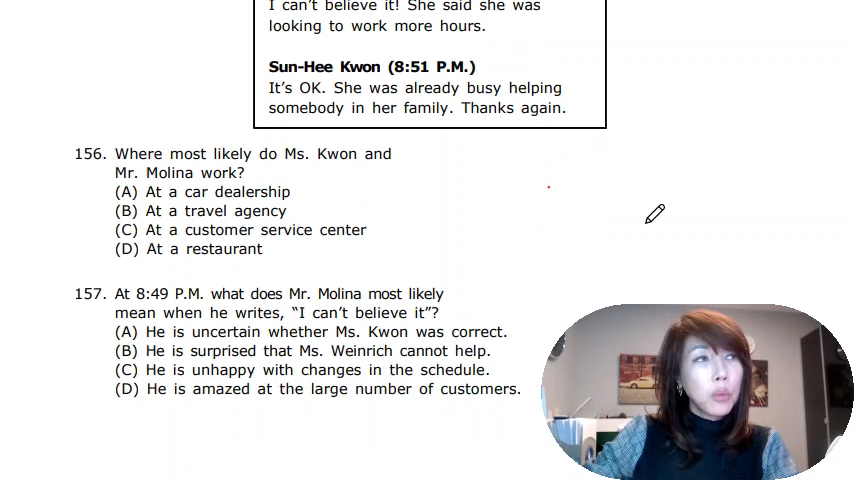 I can't believe it! She said she was
looking to work more hours.
Sun-Hee Kwon (8:51 P.M.)
It's OK. She was already busy helping
somebody in her family. Thanks again.
156. Where most likely do Ms. Kwon and
Mr. Molina work?
(A) At a car dealership
(B) At a travel agency
(C) At a customer service center
(D) At a restaurant
157. At 8:49 P.M. what does Mr. Molina most likely
mean when he writes, “I can't believe it”?
(A) He is uncertain whether Ms. Kwon was correct.
(B) He is surprised that Ms. Weinrich cannot help.
(C) He is unhappy with changes in the schedule.
(D) He is amazed at the large number of customers.